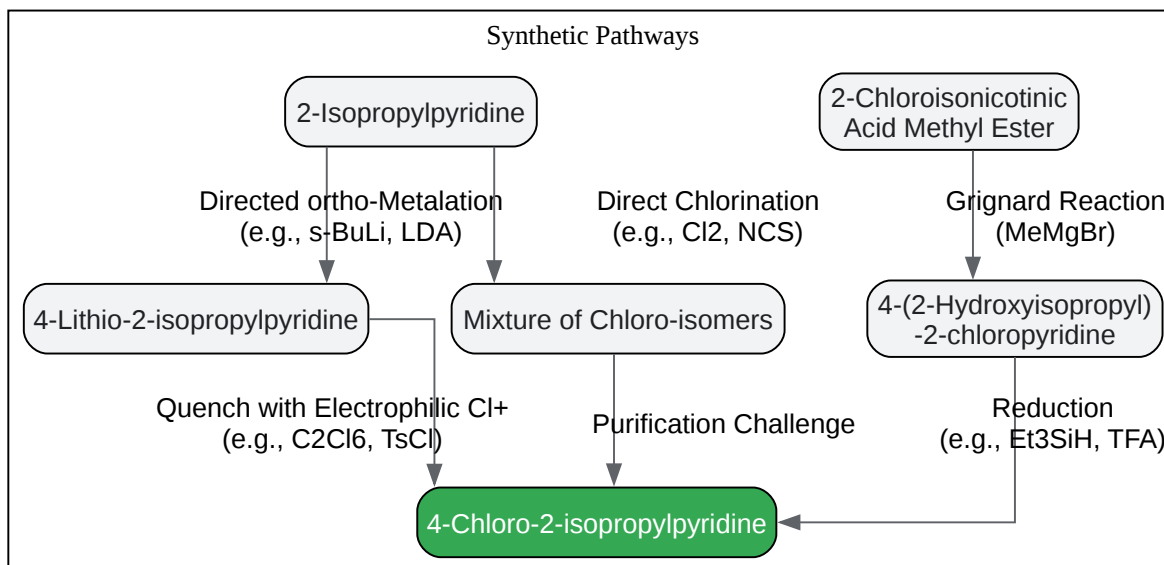 Synthetic Pathways
2-Isopropylpyridine
2-Chloroisonicotinic
Acid Methyl Ester
Directed ortho-Metalation
(e.g., s-BuLi, LDA)
Direct Chlorination
(e.g., Cl2, NCS)
Grignard Reaction
(MeMgBr)
4-Lithio-2-isopropylpyridine
Mixture of Chloro-isomers
4-(2-Hydroxyisopropyl)
-2-chloropyridine
Quench with Electrophilic Cl+
(e.g., C2Cl6, TsCl)
Purification Challenge
Reduction
(e.g., Et3SiH, TFA)
4-Chloro-2-isopropylpyridine